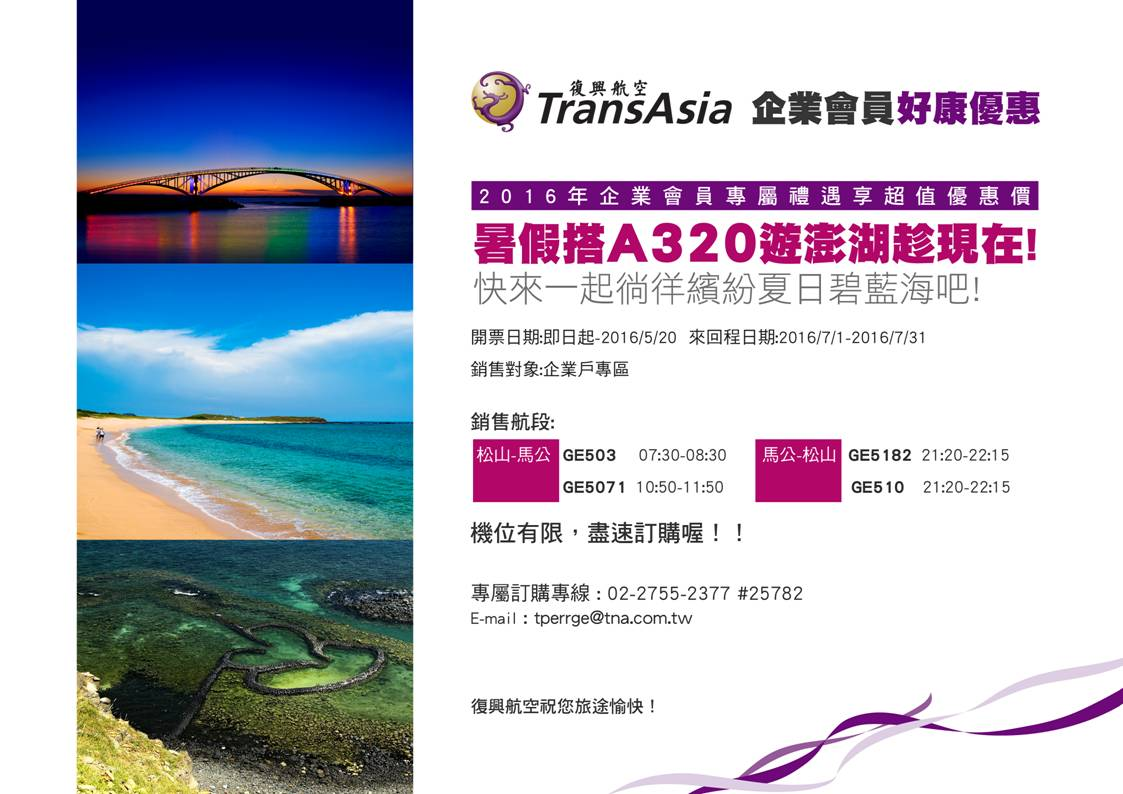 復興航空
TransAsia 企業會員好康優惠
2016年企業會員專屬禮遇享超值優惠價
暑假搭A320遊澎湖趁現在!
快來一起徜徉繽紛夏日碧藍海吧!
開票日期:即日起-2016/5/20 來回程日期:2016/7/1-2016/7/31
銷售對象:企業戶專區
銷售航段:
松山-馬公 GE503 07:30-08:30 馬公-松山 GE5182 21:20-22:15
GE5071 10:50-11:50 GE510 21:20-22:15
機位有限，盡速訂購喔！！
專屬訂購專線 : 02-2755-2377 #25782
E-mail : tperrge@tna.com.tw
復興航空祝您旅途愉快！